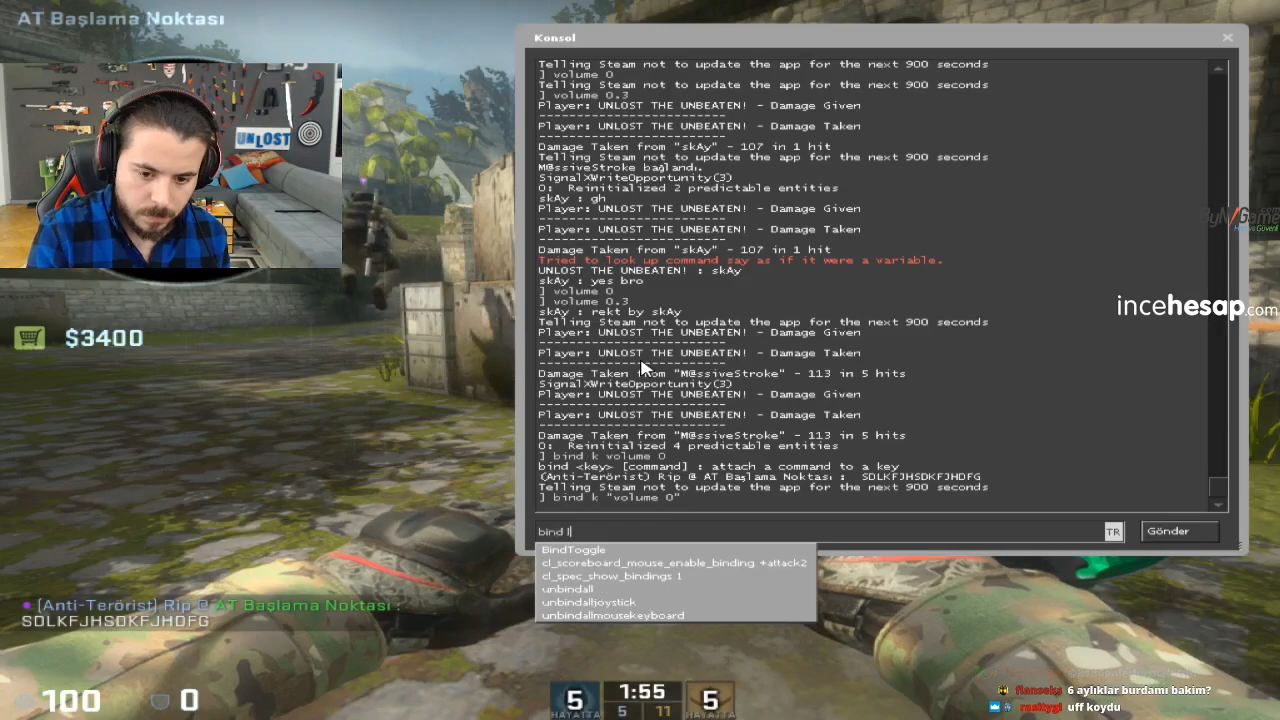 AT Başlama Noktası
UNLOST
$3400
Konsol
Telling Steam not to update the app for the next 900 seconds
] volume 0
Telling Steam not to update the app for the next 900 seconds
] volume 0.3
Player: UNLOST THE UNBEATEN! - Damage Given
-------------------------
Player: UNLOST THE UNBEATEN! - Damage Taken
-------------------------
Damage Taken from "skAy" - 107 in 1 hit
Telling Steam not to update the app for the next 900 seconds
M@ssiveStroke bağlandı.
SignalXWriteOpportunity(3)
0:  Reinitialized 2 predictable entities
skAy : gh
Player: UNLOST THE UNBEATEN! - Damage Given
-------------------------
Player: UNLOST THE UNBEATEN! - Damage Taken
-------------------------
Damage Taken from "skAy" - 107 in 1 hit
Tried to look up command say as if it were a variable.
UNLOST THE UNBEATEN! : skAy
skAy : yes bro
] volume 0
] volume 0.3
skAy : rekt by skAy
Telling Steam not to update the app for the next 900 seconds
Player: UNLOST THE UNBEATEN! - Damage Given
-------------------------
Player: UNLOST THE UNBEATEN! - Damage Taken
-------------------------
Damage Taken from "M@ssiveStroke" - 113 in 5 hits
SignalXWriteOpportunity(3)
Player: UNLOST THE UNBEATEN! - Damage Given
-------------------------
Player: UNLOST THE UNBEATEN! - Damage Taken
-------------------------
Damage Taken from "M@ssiveStroke" - 113 in 5 hits
0:  Reinitialized 4 predictable entities
] bind k volume 0
bind <key> [command] : attach a command to a key
(Anti-Terörist) Rip @ AT Başlama Noktası :  SDLKFJHSDKFJHDFG
Telling Steam not to update the app for the next 900 seconds
] bind k "volume 0"
bind l
TR
Gönder
BindToggle
cl_scoreboard_mouse_enable_binding +attack2
cl_spec_show_bindings 1
unbindall
unbindalljoystick
unbindallmousekeyboard
incehesap.com
(Anti-Terörist) Rip @ AT Başlama Noktası :
SDLKFJHSDKFJHDFG
100
0
5
HAYATTA
1:55
5
11
5
HAYATTA
6 aylıklar burdamı bakim?
rasitygi uff koydu